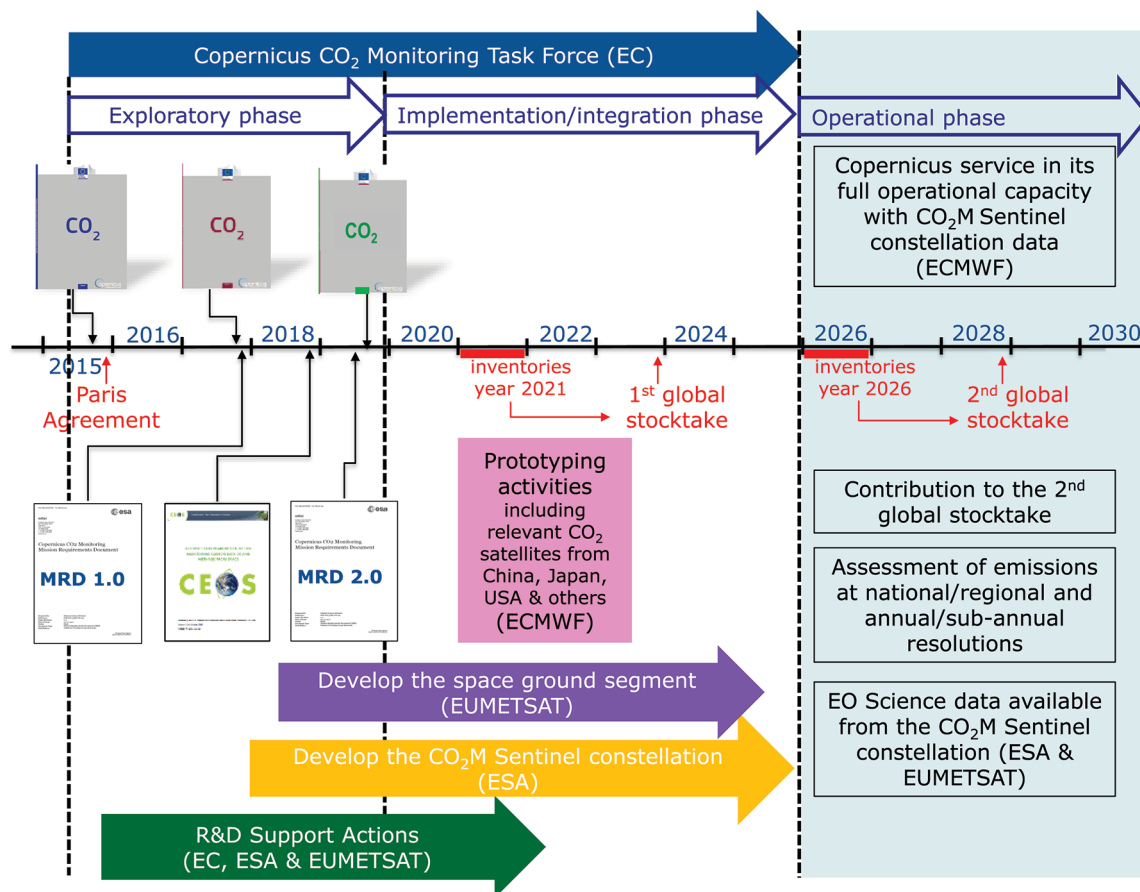 Copernicus CO₂ Monitoring Task Force (EC)
Exploratory phase
Implementation/integration phase
Operational phase
CO₂
CO₂
CO₂
Copernicus service in its
full operational capacity
with CO₂M Sentinel
constellation data
(ECMWF)
2015
2016
2018
2020
2022
2024
2026
2028
2030
Paris
Agreement
inventories
year 2021
1st global
stocktake
inventories
year 2026
2nd global
stocktake
esa
Copernicus CO2 Monitoring
Mission Requirements Document
MRD 1.0
CEOS
CEOS
esa
Copernicus CO2 Monitoring
Mission Requirements Document
MRD 2.0
Prototyping
activities
including
relevant CO₂
satellites from
China, Japan,
USA & others
(ECMWF)
Contribution to the 2nd
global stocktake
Assessment of emissions
at national/regional and
annual/sub-annual
resolutions
EO Science data available
from the CO₂M Sentinel
constellation (ESA &
EUMETSAT)
Develop the space ground segment
(EUMETSAT)
Develop the CO₂M Sentinel constellation
(ESA)
R&D Support Actions
(EC, ESA & EUMETSAT)